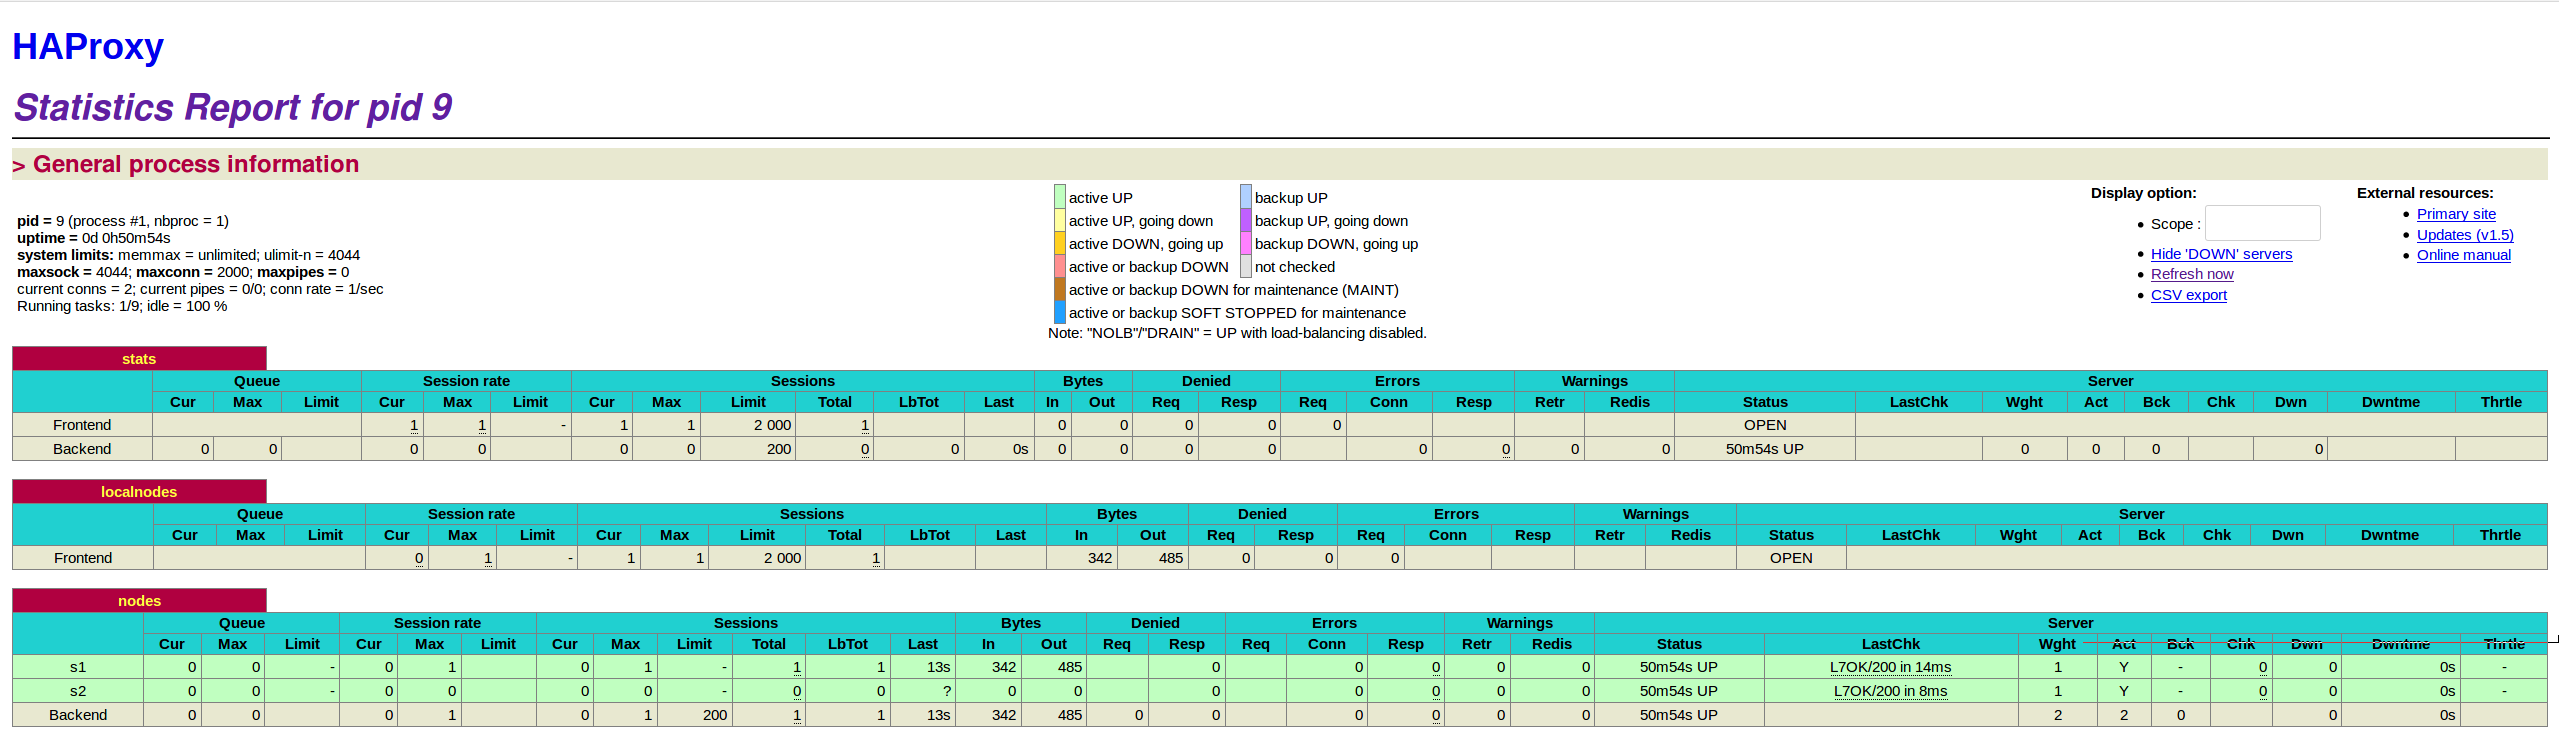 HAProxy
Statistics Report for pid 9
> General process information
pid = 9 (process #1, nbproc = 1)
uptime = 0d 0h50m54s
system limits: memmax = unlimited; ulimit-n = 4044
maxsock = 4044; maxconn = 2000; maxpipes = 0
current conns = 2; current pipes = 0/0; conn rate = 1/sec
Running tasks: 1/9; idle = 100 %
active UP backup UP
active UP, going down backup UP, going down
active DOWN, going up backup DOWN, going up
active or backup DOWN not checked
active or backup DOWN for maintenance (MAINT)
active or backup SOFT STOPPED for maintenance
Note: "NOLB"/"DRAIN" = UP with load-balancing disabled.
Display option:
• Scope :
• Hide 'DOWN' servers
• Refresh now
• CSV export
External resources:
• Primary site
• Updates (v1.5)
• Online manual
stats
Queue Session rate Sessions Bytes Denied Errors Warnings Server
Cur Max Limit Cur Max Limit Cur Max Limit Total LbTot Last In Out Req Resp Req Conn Resp Retr Redis Status LastChk Wght Act Bck Chk Dwn Dwntme Thrtle
Frontend 1 1 - 1 1 2 000 1 0 0 0 0 0 OPEN
Backend 0 0 0 0 0 0 200 0 0 0s 0 0 0 0 0 0 0 0 50m54s UP 0 0 0 0
localnodes
Queue Session rate Sessions Bytes Denied Errors Warnings Server
Cur Max Limit Cur Max Limit Cur Max Limit Total LbTot Last In Out Req Resp Req Conn Resp Retr Redis Status LastChk Wght Act Bck Chk Dwn Dwntme Thrtle
Frontend 0 1 - 1 1 2 000 1 342 485 0 0 0 OPEN
nodes
Queue Session rate Sessions Bytes Denied Errors Warnings Server
Cur Max Limit Cur Max Limit Cur Max Limit Total LbTot Last In Out Req Resp Req Conn Resp Retr Redis Status LastChk Wght Act Bck Chk Dwn Dwntme Thrtle
s1 0 0 - 0 1 0 1 - 1 1 13s 342 485 0 0 0 0 0 50m54s UP L7OK/200 in 14ms 1 Y - 0 0 0s -
s2 0 0 - 0 0 0 0 - 0 0 ? 0 0 0 0 0 0 0 50m54s UP L7OK/200 in 8ms 1 Y - 0 0 0s -
Backend 0 0 0 1 0 1 200 1 1 13s 342 485 0 0 0 0 0 0 50m54s UP 2 2 0 0 0s